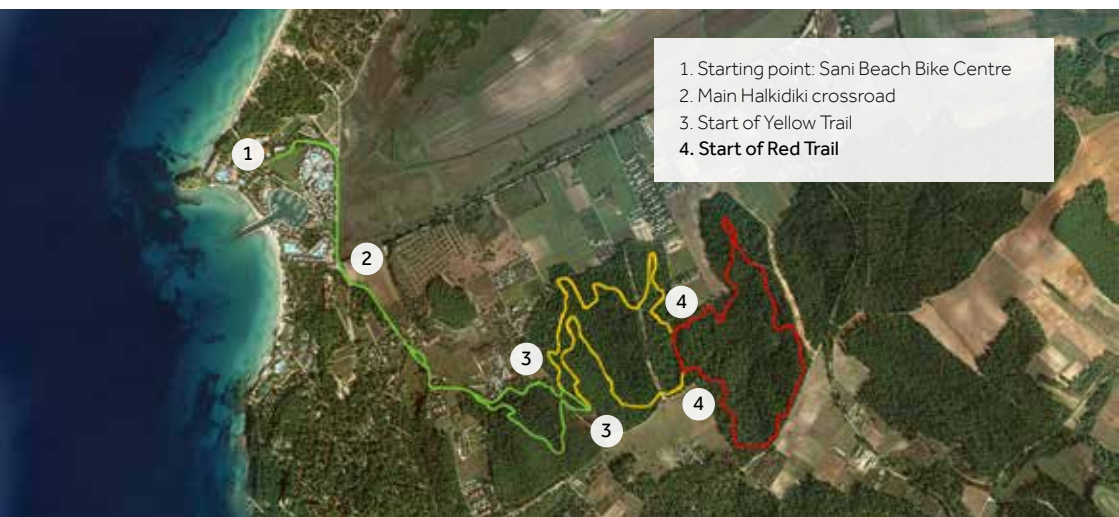 1. Starting point: Sani Beach Bike Centre
2. Main Halkidiki crossroad
3. Start of Yellow Trail
4. Start of Red Trail
1
2
3
3
4
4